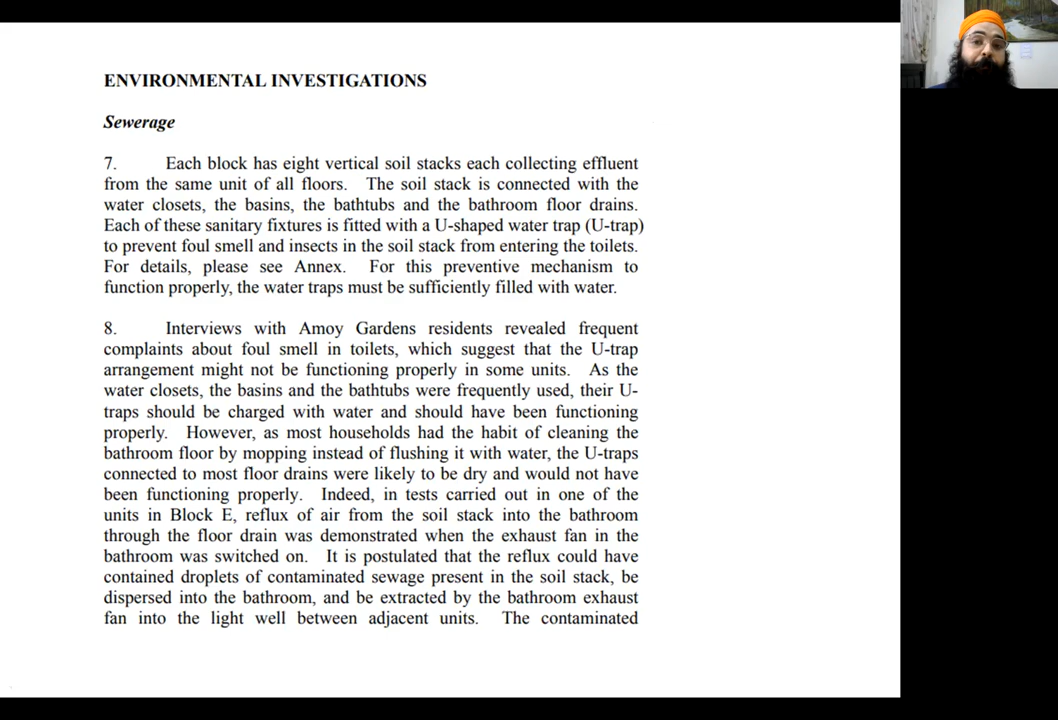 ENVIRONMENTAL INVESTIGATIONS
Sewerage
7. Each block has eight vertical soil stacks each collecting effluent
from the same unit of all floors. The soil stack is connected with the
water closets, the basins, the bathtubs and the bathroom floor drains.
Each of these sanitary fixtures is fitted with a U-shaped water trap (U-trap)
to prevent foul smell and insects in the soil stack from entering the toilets.
For details, please see Annex. For this preventive mechanism to
function properly, the water traps must be sufficiently filled with water.
8. Interviews with Amoy Gardens residents revealed frequent
complaints about foul smell in toilets, which suggest that the U-trap
arrangement might not be functioning properly in some units. As the
water closets, the basins and the bathtubs were frequently used, their U-
traps should be charged with water and should have been functioning
properly. However, as most households had the habit of cleaning the
bathroom floor by mopping instead of flushing it with water, the U-traps
connected to most floor drains were likely to be dry and would not have
been functioning properly. Indeed, in tests carried out in one of the
units in Block E, reflux of air from the soil stack into the bathroom
through the floor drain was demonstrated when the exhaust fan in the
bathroom was switched on. It is postulated that the reflux could have
contained droplets of contaminated sewage present in the soil stack, be
dispersed into the bathroom, and be extracted by the bathroom exhaust
fan into the light well between adjacent units. The contaminated